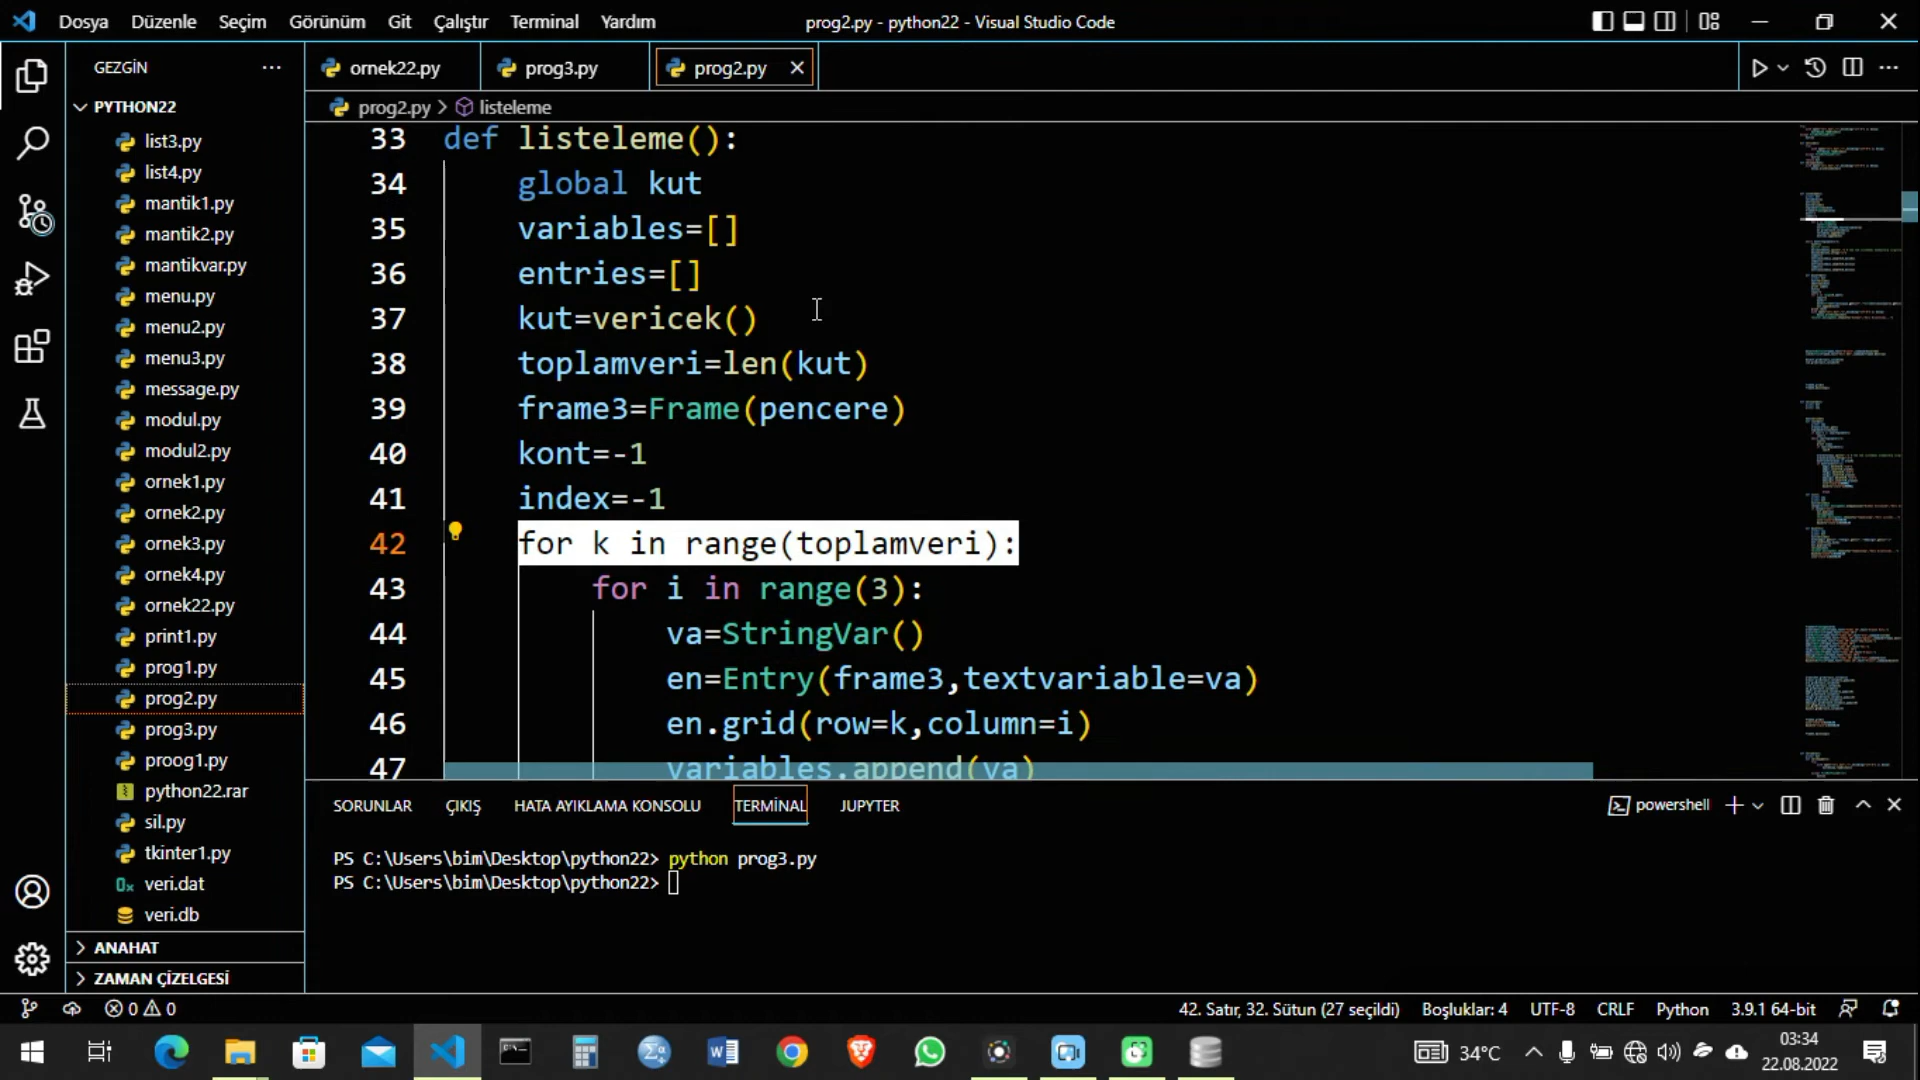 Dosya Düzenle Seçim Görünüm Git Çalıştır Terminal Yardım
prog2.py - python22 - Visual Studio Code
GEZGİN
PYTHON22
list3.py
list4.py
mantik1.py
mantik2.py
mantikvar.py
menu.py
menu2.py
menu3.py
message.py
modul.py
modul2.py
ornek1.py
ornek2.py
ornek3.py
ornek4.py
ornek22.py
print1.py
prog1.py
prog2.py
prog3.py
proog1.py
python22.rar
sil.py
tkinter1.py
veri.dat
veri.db
ANAHAT
ZAMAN ÇİZELGESİ
ornek22.py prog3.py prog2.py
prog2.py > listeleme
33 def listeleme():
34 global kut
35 variables=[]
36 entries=[]
37 kut=vericek()
38 toplamveri=len(kut)
39 frame3=Frame(pencere)
40 kont=-1
41 index=-1
42 for k in range(toplamveri):
43 for i in range(3):
44 va=StringVar()
45 en=Entry(frame3,textvariable=va)
46 en.grid(row=k,column=i)
47 variables.append(va)
SORUNLAR ÇIKIŞ HATA AYIKLAMA KONSOLU TERMİNAL JUPYTER
powershell
PS C:\Users\bim\Desktop\python22> python prog3.py
PS C:\Users\bim\Desktop\python22>
0 0
42. Satır, 32. Sütun (27 seçildi) Boşluklar: 4 UTF-8 CRLF Python 3.9.1 64-bit
34°C
03:34
22.08.2022